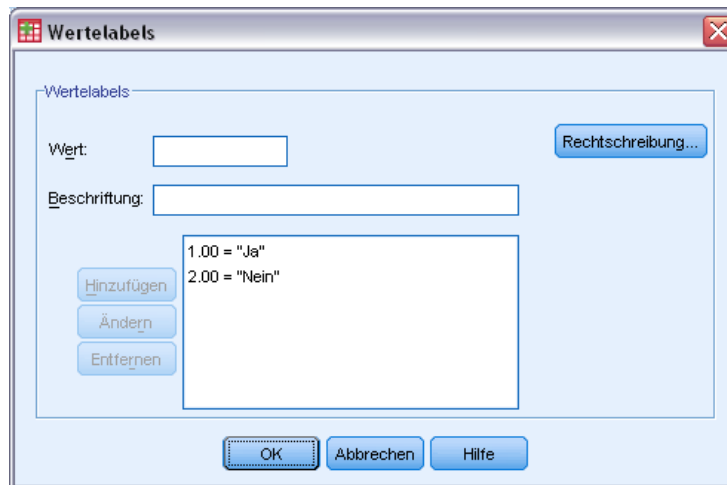 Wertelabels
Wertelabels
Wert:
Rechtschreibung...
Beschriftung:
1.00 = "Ja"
2.00 = "Nein"
Hinzufügen
Ändern
Entfernen
OK
Abbrechen
Hilfe